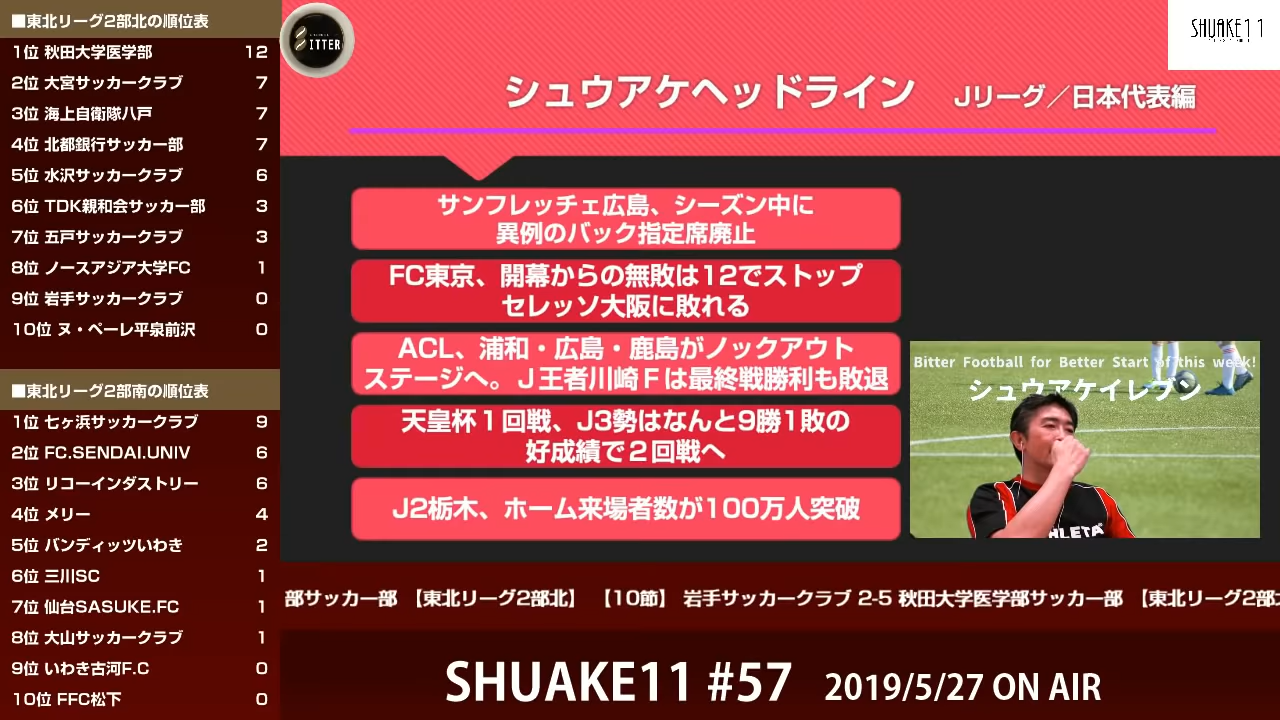 ■東北リーグ2部北の順位表
1位 秋田大学医学部 12
2位 大宮サッカークラブ 7
3位 海上自衛隊八戸 7
4位 北都銀行サッカー部 7
5位 水沢サッカークラブ 6
6位 TDK親和会サッカー部 3
7位 五戸サッカークラブ 3
8位 ノースアジア大学FC 1
9位 岩手サッカークラブ 0
10位 ヌ・ペーレ平泉前沢 0
■東北リーグ2部南の順位表
1位 七ヶ浜サッカークラブ 9
2位 FC.SENDAI.UNIV 6
3位 リコーインダストリー 6
4位 メリー 4
5位 バンディッツいわき 2
6位 三川SC 1
7位 仙台SASUKE.FC 1
8位 大山サッカークラブ 1
9位 いわき古河F.C 0
10位 FFC松下 0
BITTER
SHUAKE11
シュウアケヘッドライン Jリーグ／日本代表編
サンフレッチェ広島、シーズン中に
異例のバック指定席廃止
FC東京、開幕からの無敗は12でストップ
セレッソ大阪に敗れる
ACL、浦和・広島・鹿島がノックアウト
ステージへ。Ｊ王者川崎Ｆは最終戦勝利も敗退
天皇杯１回戦、J3勢はなんと9勝1敗の
好成績で２回戦へ
J2栃木、ホーム来場者数が100万人突破
Bitter Football for Better Start of this week!
シュウアケイレブン
ATHLETA
部サッカー部 【東北リーグ2部北】 【10節】 岩手サッカークラブ 2-5 秋田大学医学部サッカー部 【東北リーグ2部
SHUAKE11 #57 2019/5/27 ON AIR